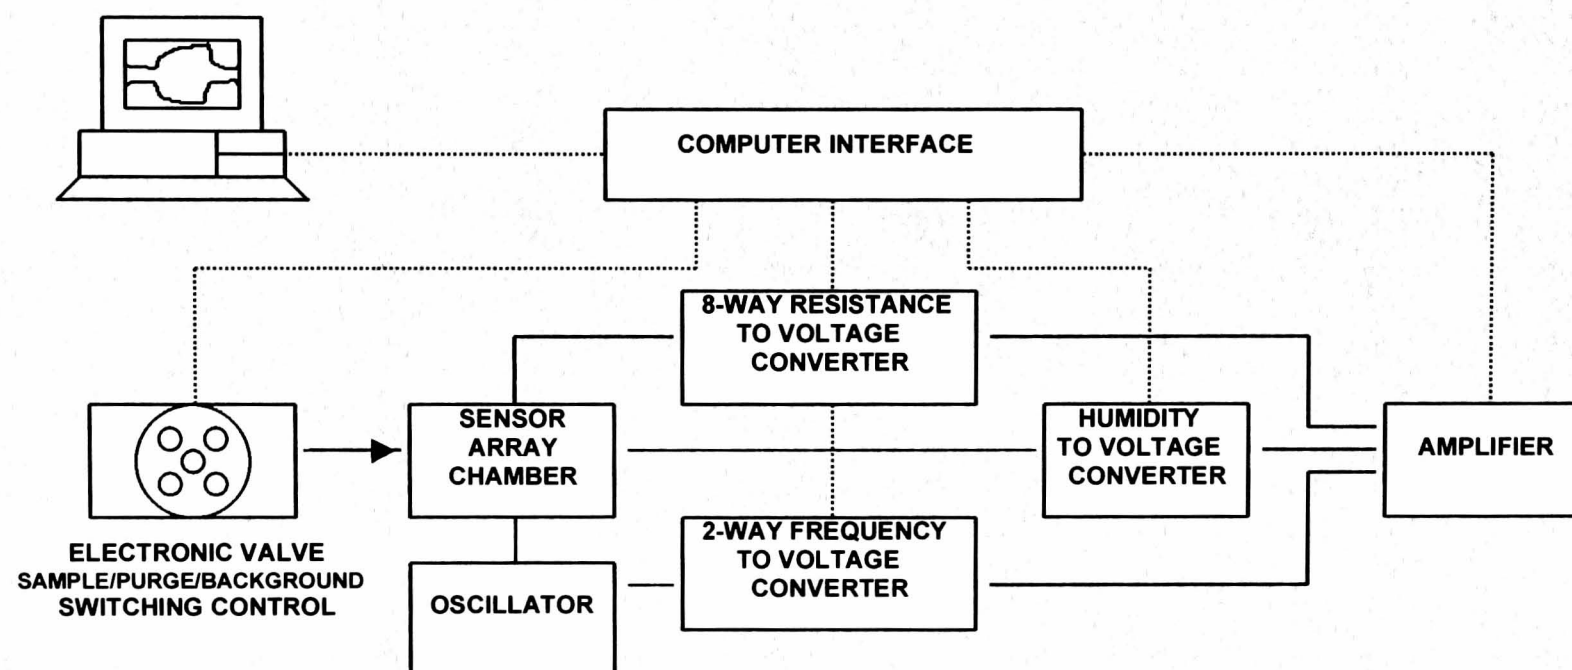 COMPUTER INTERFACE
8-WAY RESISTANCE
TO VOLTAGE
CONVERTER
SENSOR
ARRAY
CHAMBER
HUMIDITY
TO VOLTAGE
CONVERTER
AMPLIFIER
2-WAY FREQUENCY
TO VOLTAGE
CONVERTER
ELECTRONIC VALVE
SAMPLE/PURGE/BACKGROUND
SWITCHING CONTROL
OSCILLATOR